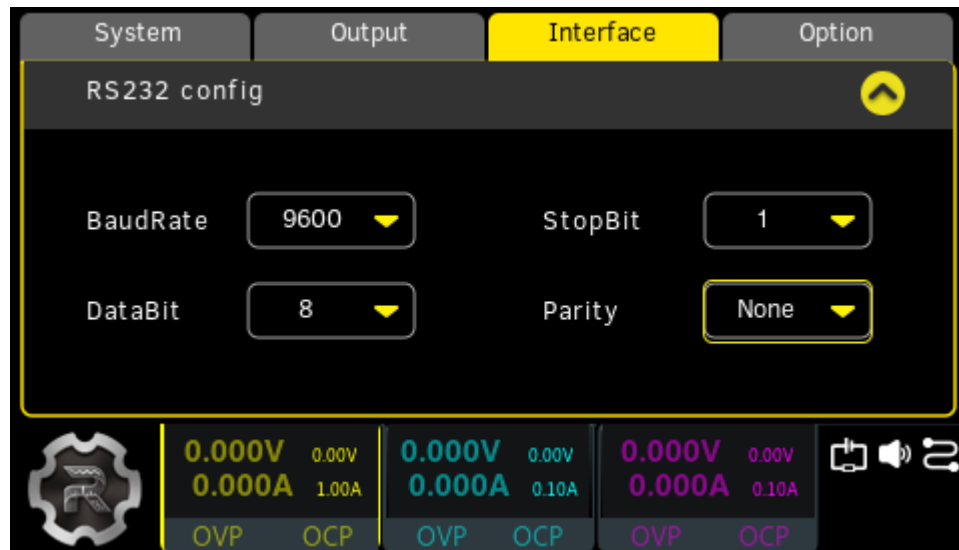 System Output Interface Option
RS232 config
BaudRate 9600 StopBit 1
DataBit 8 Parity None
0.000V 0.00V 0.000V 0.00V 0.000V 0.00V
0.000A 1.00A 0.000A 0.10A 0.000A 0.10A
OVP OCP OVP OCP OVP OCP